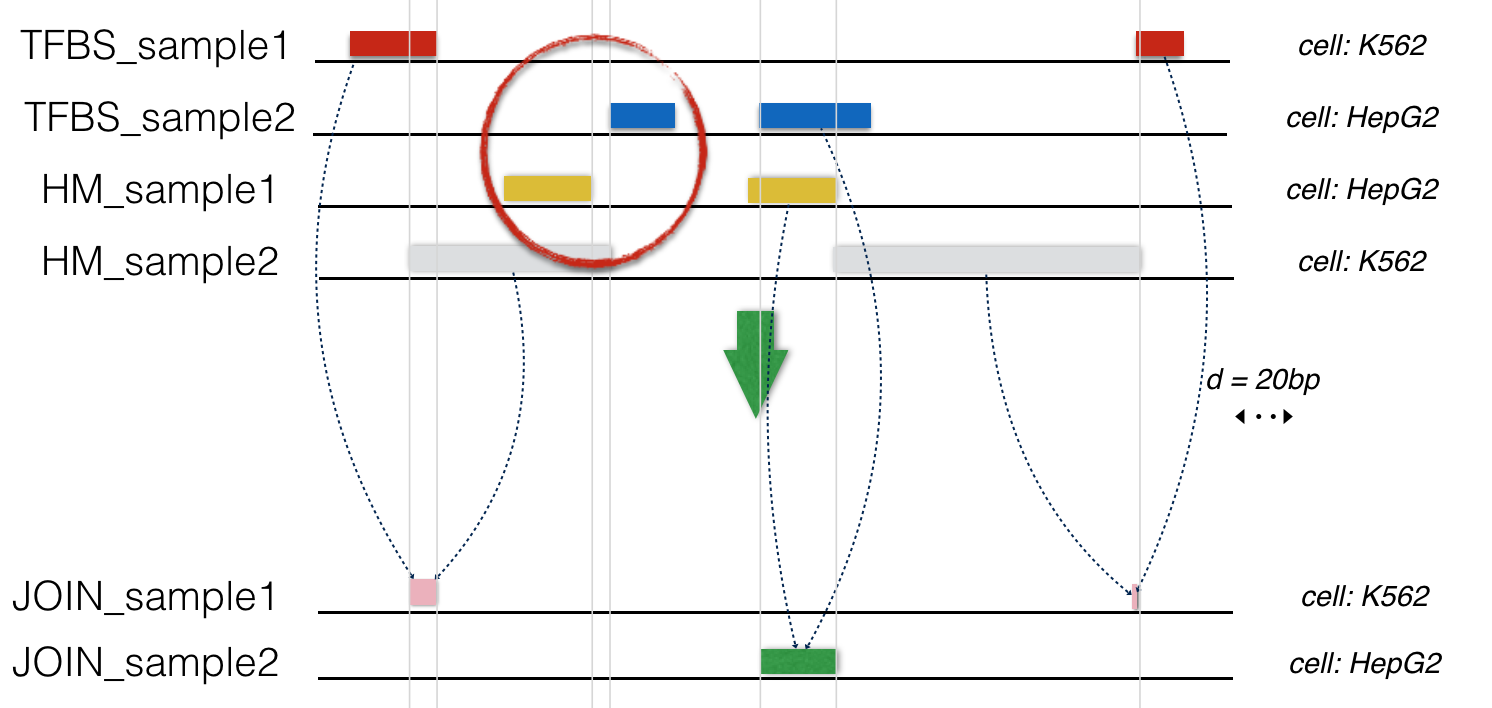 TFBS_sample1 cell: K562
TFBS_sample2 cell: HepG2
HM_sample1 cell: HepG2
HM_sample2 cell: K562
d = 20bp
JOIN_sample1 cell: K562
JOIN_sample2 cell: HepG2